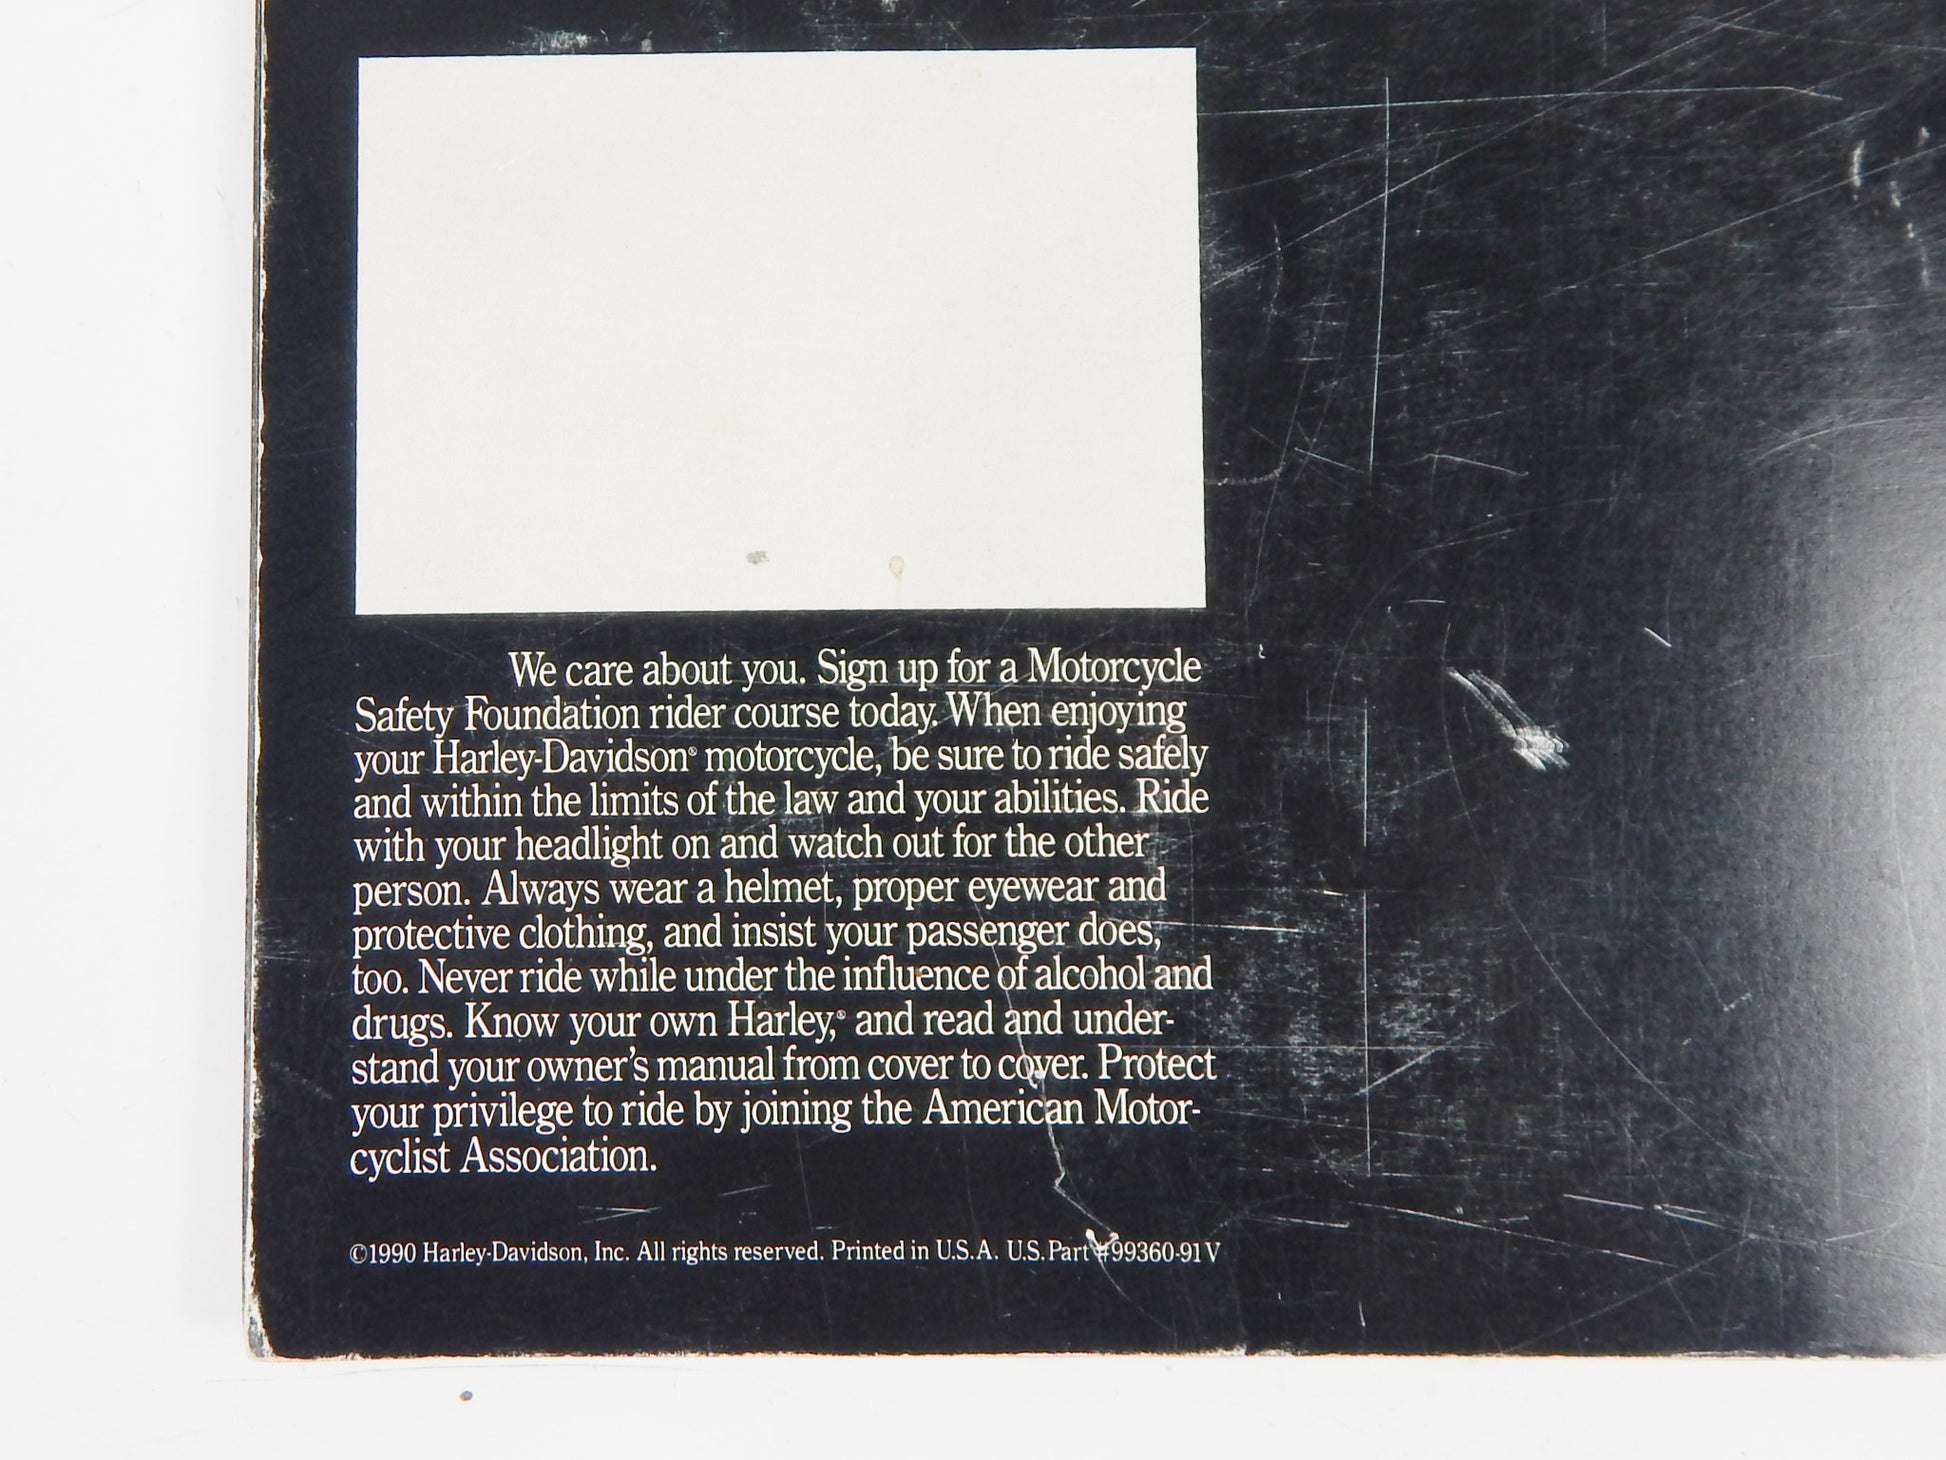 We care about you. Sign up for a Motorcycle
Safety Foundation rider course today. When enjoying
your Harley-Davidson® motorcycle, be sure to ride safely
and within the limits of the law and your abilities. Ride
with your headlight on and watch out for the other
person. Always wear a helmet, proper eyewear and
protective clothing, and insist your passenger does,
too. Never ride while under the influence of alcohol and
drugs. Know your own Harley,® and read and under-
stand your owner's manual from cover to cover. Protect
your privilege to ride by joining the American Motor-
cyclist Association.
©1990 Harley-Davidson, Inc. All rights reserved. Printed in U.S.A. U.S. Part #99360-91V